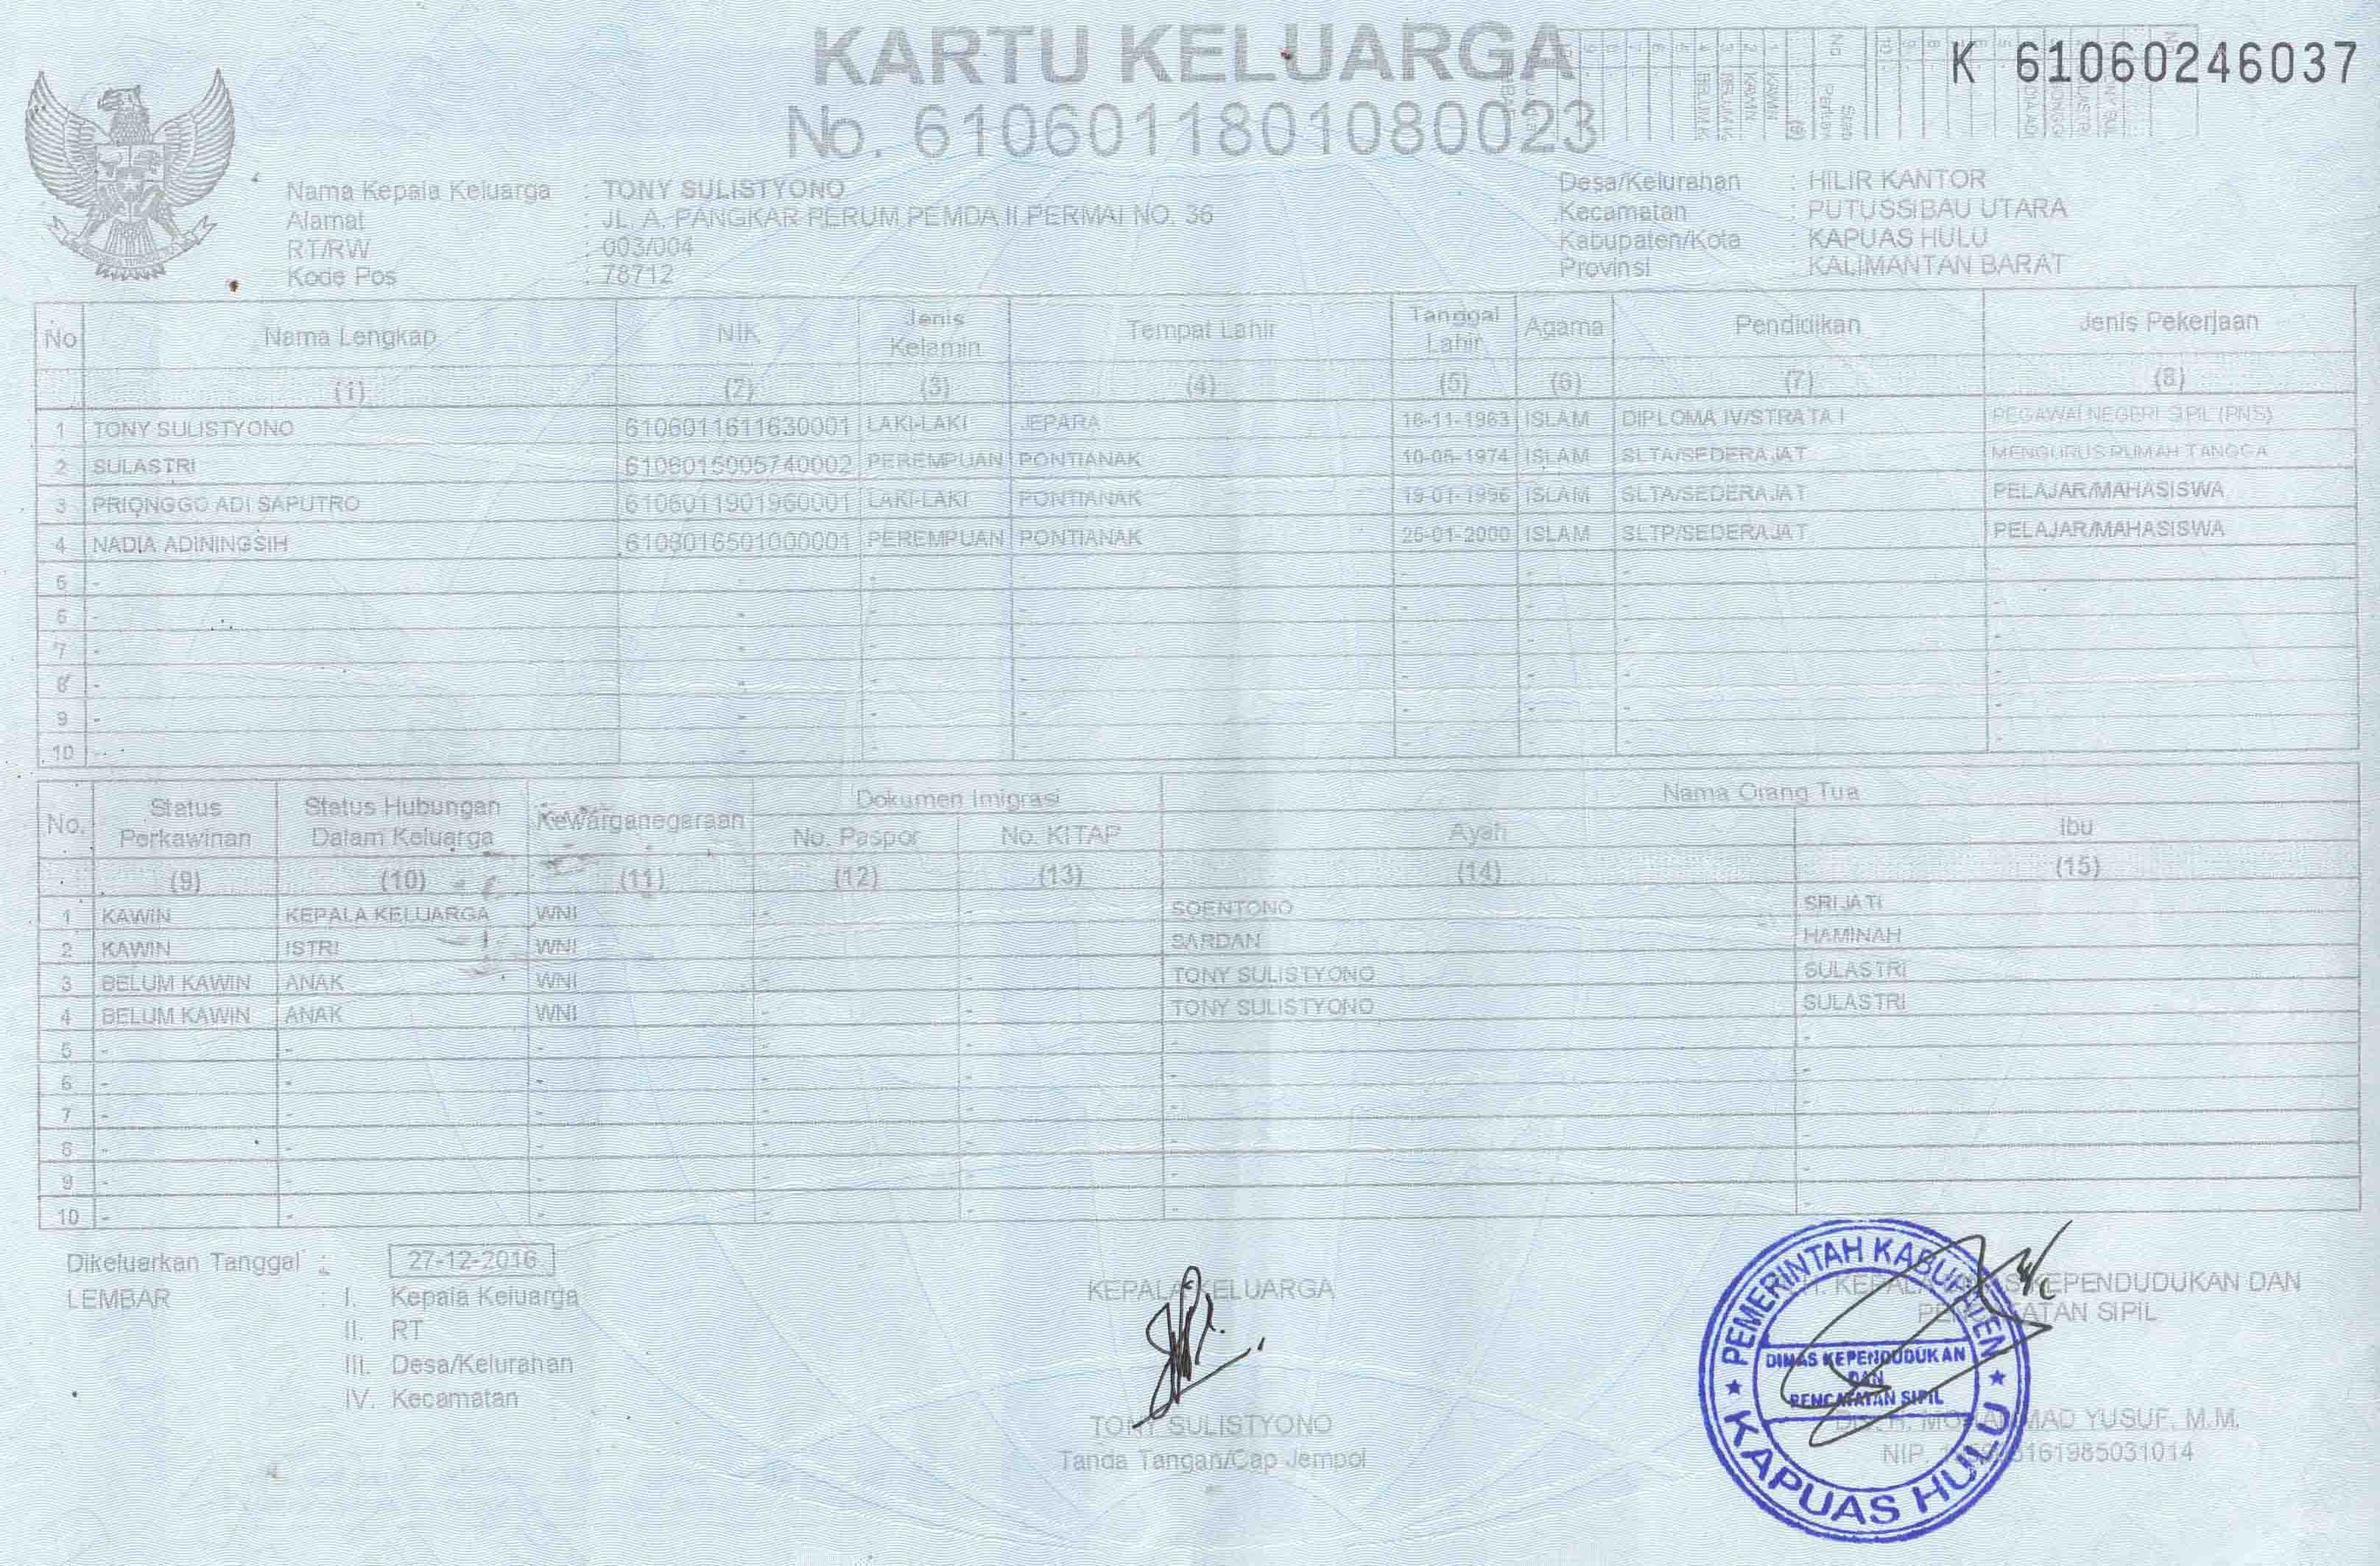 KARTU KELUARGA
K 61060246037
No. 6106011801080023
Nama Kepala Keluarga : TONY SULISTYONO
Alamat : JL. A. PANGKAR PERUM PEMDA II PERMAI NO. 36
RT/RW : 003/004
Kode Pos : 78712
Desa/Kelurahan : HILIR KANTOR
Kecamatan : PUTUSSIBAU UTARA
Kabupaten/Kota : KAPUAS HULU
Provinsi : KALIMANTAN BARAT
No Nama Lengkap NIK Jenis Kelamin Tempat Lahir Tanggal Lahir Agama Pendidikan Jenis Pekerjaan
(1) (2) (3) (4) (5) (6) (7) (8)
1 TONY SULISTYONO 6106011611630001 LAKI-LAKI JEPARA 16-11-1963 ISLAM DIPLOMA IV/STRATA I PEGAWAI NEGERI SIPIL (PNS)
2 SULASTRI 6106015005740002 PEREMPUAN PONTIANAK 10-05-1974 ISLAM SLTA/SEDERAJAT MENGURUS RUMAH TANGGA
3 PRIONGGO ADI SAPUTRO 6106011901960001 LAKI-LAKI PONTIANAK 19-01-1996 ISLAM SLTA/SEDERAJAT PELAJAR/MAHASISWA
4 NADIA ADININGSIH 6106016501000001 PEREMPUAN PONTIANAK 25-01-2000 ISLAM SLTP/SEDERAJAT PELAJAR/MAHASISWA
5 - - - - - - - -
6 - - - - - - - -
7 - - - - - - - -
8 - - - - - - - -
9 - - - - - - - -
10 - - - - - - - -
No. Status Perkawinan Status Hubungan Dalam Keluarga Kewarganegaraan Dokumen Imigrasi Nama Orang Tua
No. Paspor No. KITAP Ayah Ibu
(9) (10) (11) (12) (13) (14) (15)
1 KAWIN KEPALA KELUARGA WNI - - SOENTONO SRIJATI
2 KAWIN ISTRI WNI SARDAN HAMINAH
3 BELUM KAWIN ANAK WNI - - TONY SULISTYONO SULASTRI
4 BELUM KAWIN ANAK WNI - - TONY SULISTYONO SULASTRI
5 - - - - - - -
6 - - - - - - -
7 - - - - - - -
8 - - - - - - -
9 - - - - - - -
10 - - - - - -
Dikeluarkan Tanggal : 27-12-2016
LEMBAR : I. Kepala Keluarga
II. RT
III. Desa/Kelurahan
IV. Kecamatan
KEPALA KELUARGA
TONY SULISTYONO
Tanda Tangan/Cap Jempol
KEPALA DINAS KEPENDUDUKAN DAN
PENCATATAN SIPIL
MOHAMMAD YUSUF, M.M.
NIP.
PEMERINTAH KABUPATEN
DINAS KEPENDUDUKAN
DAN
PENCATATAN SIPIL
KAPUAS HULU